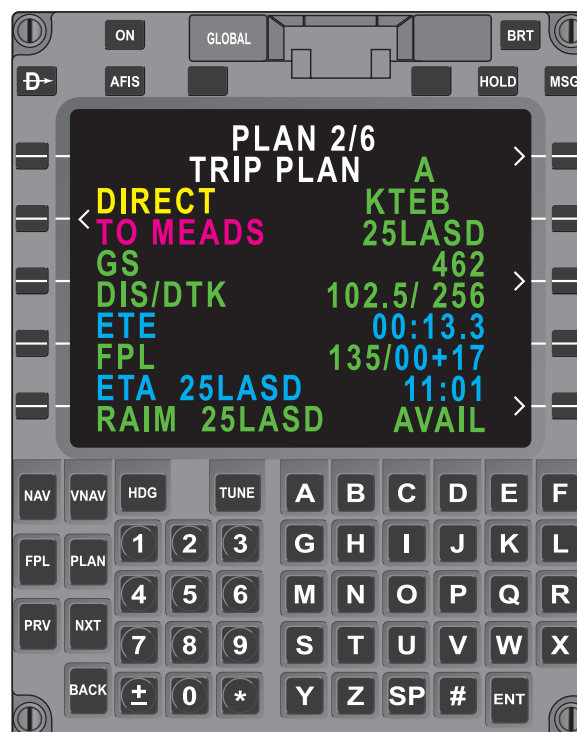 ON GLOBAL BRT
D AFIS HOLD MSG
PLAN 2/6
TRIP PLAN A
DIRECT KTEB
TO MEADS 25LASD
GS 462
DIS/DTK 102.5/ 256
ETE 00:13.3
FPL 135/00+17
ETA 25LASD 11:01
RAIM 25LASD AVAIL
NAV VNAV HDG TUNE A B C D E F
FPL PLAN 1 2 3 G H I J K L
4 5 6 M N O P Q R
PRV NXT 7 8 9 S T U V W X
BACK ± 0 * Y Z SP # ENT